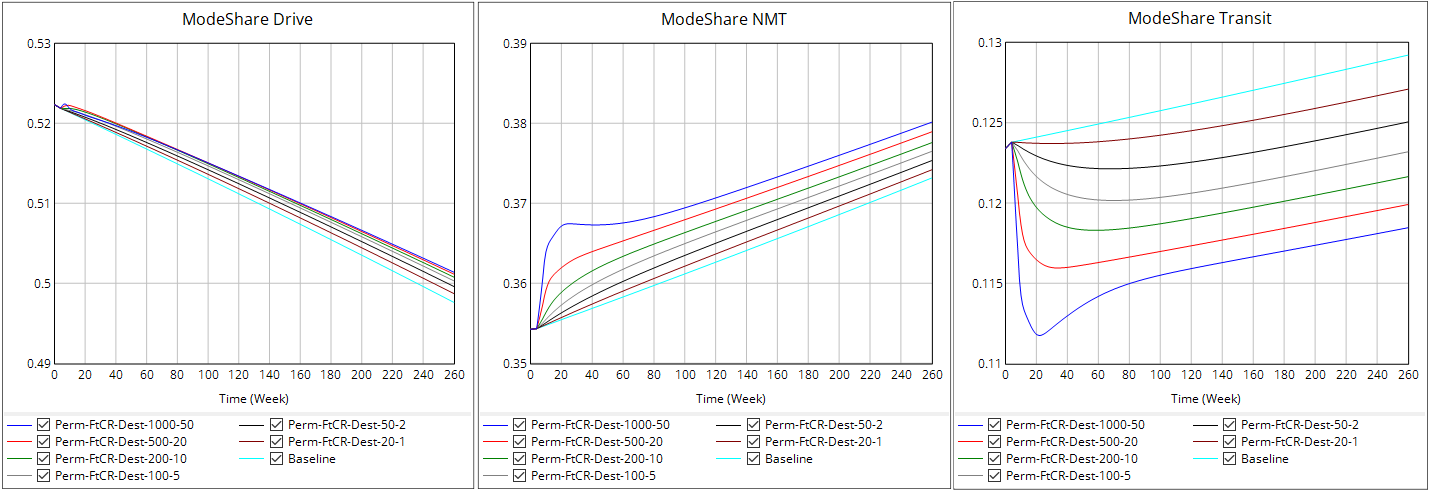 ModeShare Drive
0.53
0.52
0.51
0.5
0.49
0 20 40 60 80 100 120 140 160 180 200 220 240 260
Time (Week)
Perm-FtCR-Dest-1000-50
Perm-FtCR-Dest-500-20
Perm-FtCR-Dest-200-10
Perm-FtCR-Dest-100-5
Perm-FtCR-Dest-50-2
Perm-FtCR-Dest-20-1
Baseline
ModeShare NMT
0.39
0.38
0.37
0.36
0.35
0 20 40 60 80 100 120 140 160 180 200 220 240 260
Time (Week)
Perm-FtCR-Dest-1000-50
Perm-FtCR-Dest-500-20
Perm-FtCR-Dest-200-10
Perm-FtCR-Dest-100-5
Perm-FtCR-Dest-50-2
Perm-FtCR-Dest-20-1
Baseline
ModeShare Transit
0.13
0.125
0.12
0.115
0.11
0 20 40 60 80 100 120 140 160 180 200 220 240 260
Time (Week)
Perm-FtCR-Dest-1000-50
Perm-FtCR-Dest-500-20
Perm-FtCR-Dest-200-10
Perm-FtCR-Dest-100-5
Perm-FtCR-Dest-50-2
Perm-FtCR-Dest-20-1
Baseline